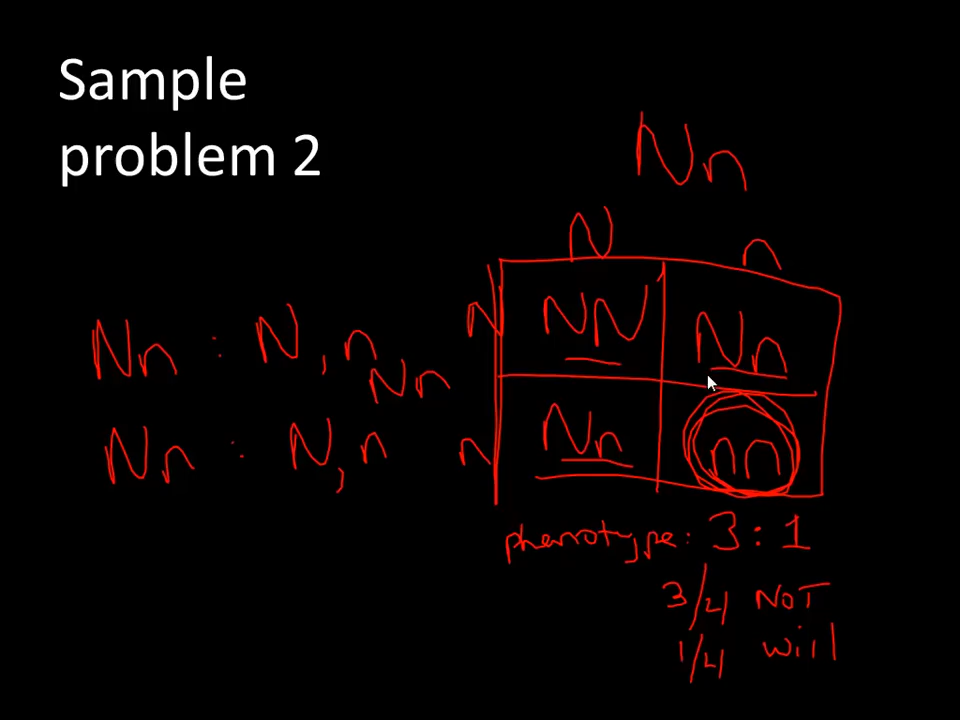 Sample
problem 2
Nn
N n
Nn : N, n
Nn
Nn : N, n
N NN Nn
n Nn nn
phenotype: 3 : 1
3/4 NOT
1/4 will